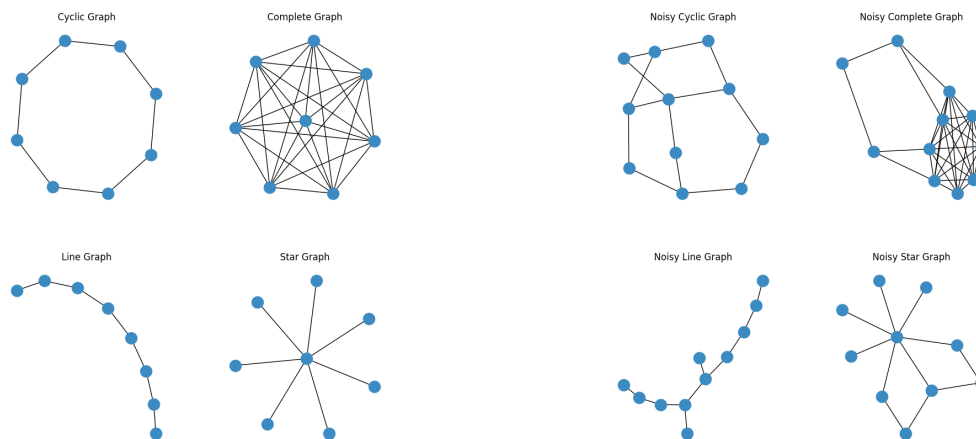 Cyclic Graph
Complete Graph
Noisy Cyclic Graph
Noisy Complete Graph
Line Graph
Star Graph
Noisy Line Graph
Noisy Star Graph